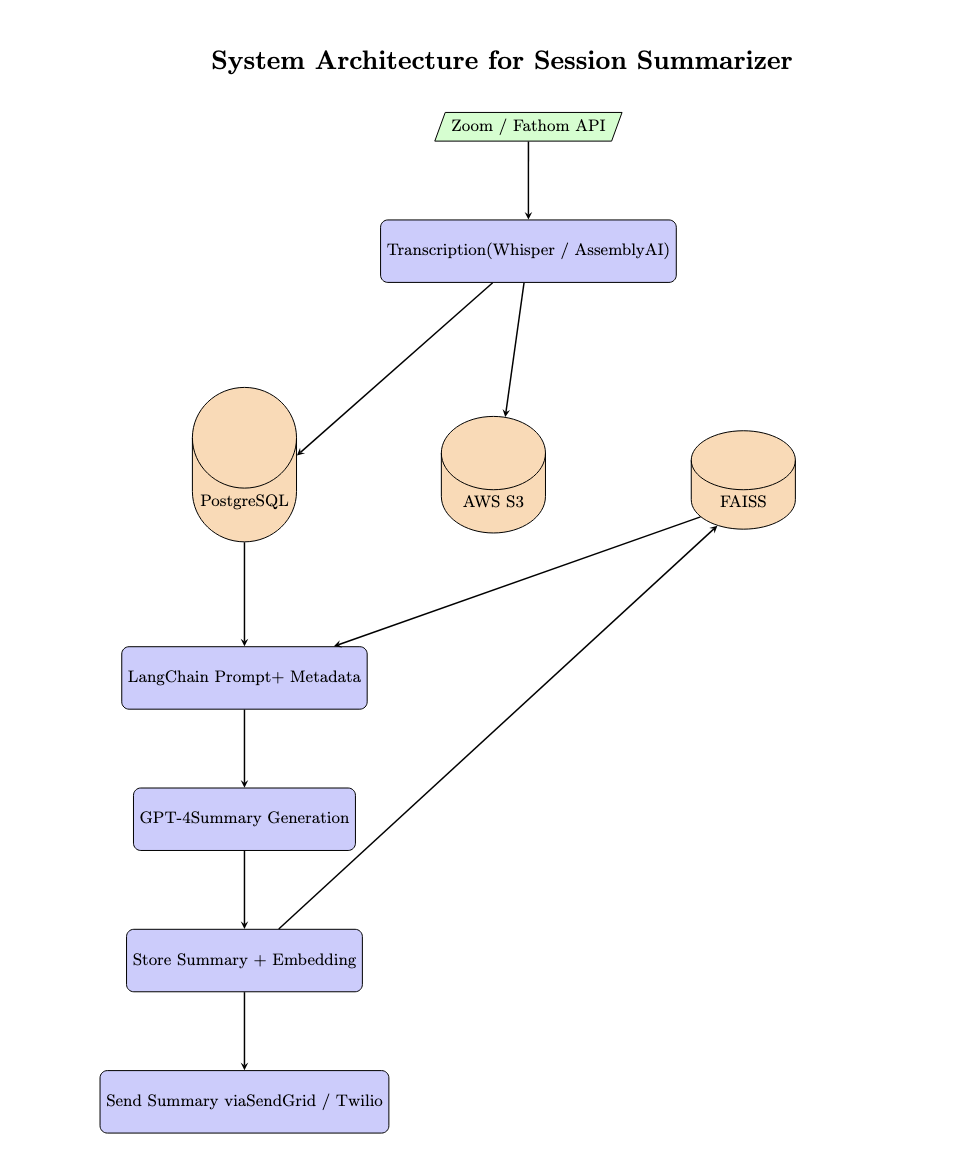 System Architecture for Session Summarizer
Zoom / Fathom API
Transcription(Whisper / AssemblyAI)
PostgreSQL
AWS S3
FAISS
LangChain Prompt+ Metadata
GPT-4Summary Generation
Store Summary + Embedding
Send Summary viaSendGrid / Twilio